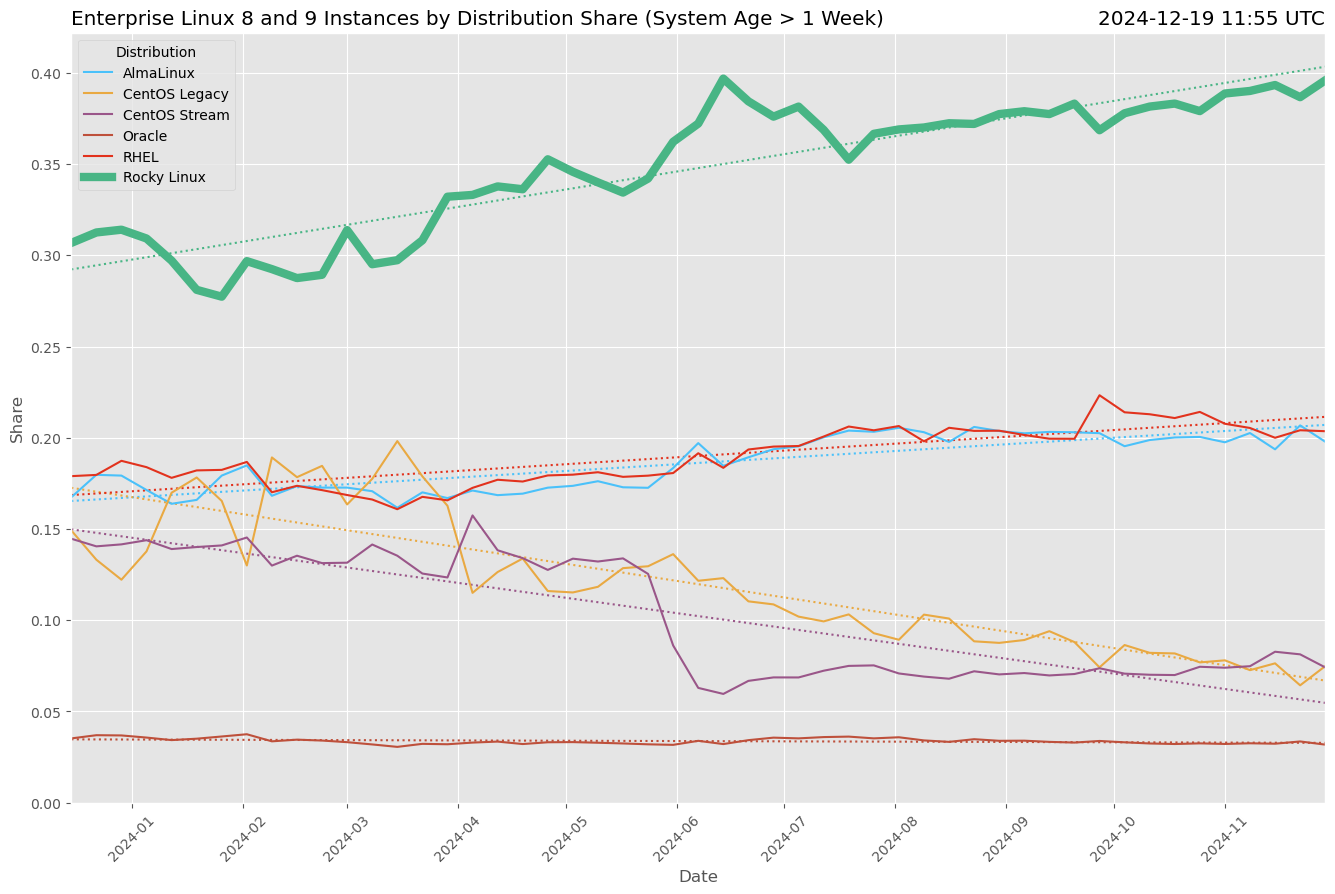 Enterprise Linux 8 and 9 Instances by Distribution Share (System Age > 1 Week)
2024-12-19 11:55 UTC
Distribution
AlmaLinux
CentOS Legacy
CentOS Stream
Oracle
RHEL
Rocky Linux
0.40
0.35
0.30
0.25
0.20
0.15
0.10
0.05
0.00
Share
2024-01
2024-02
2024-03
2024-04
2024-05
2024-06
2024-07
2024-08
2024-09
2024-10
2024-11
Date